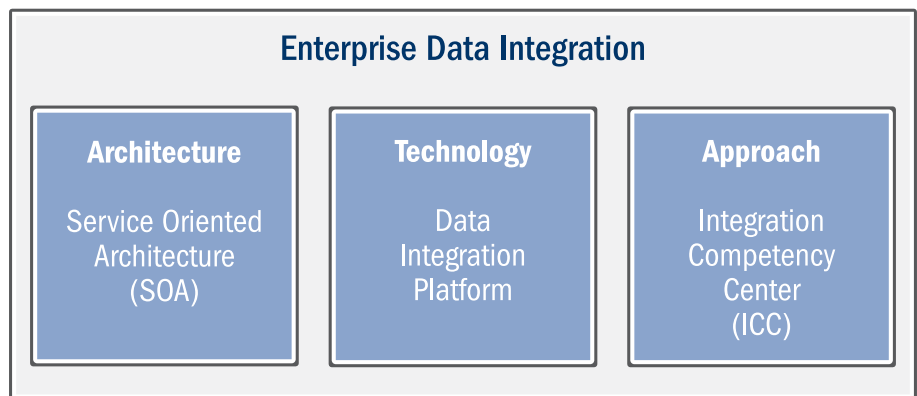 Enterprise Data Integration
Architecture
Service Oriented
Architecture
(SOA)
Technology
Data
Integration
Platform
Approach
Integration
Competency
Center
(ICC)